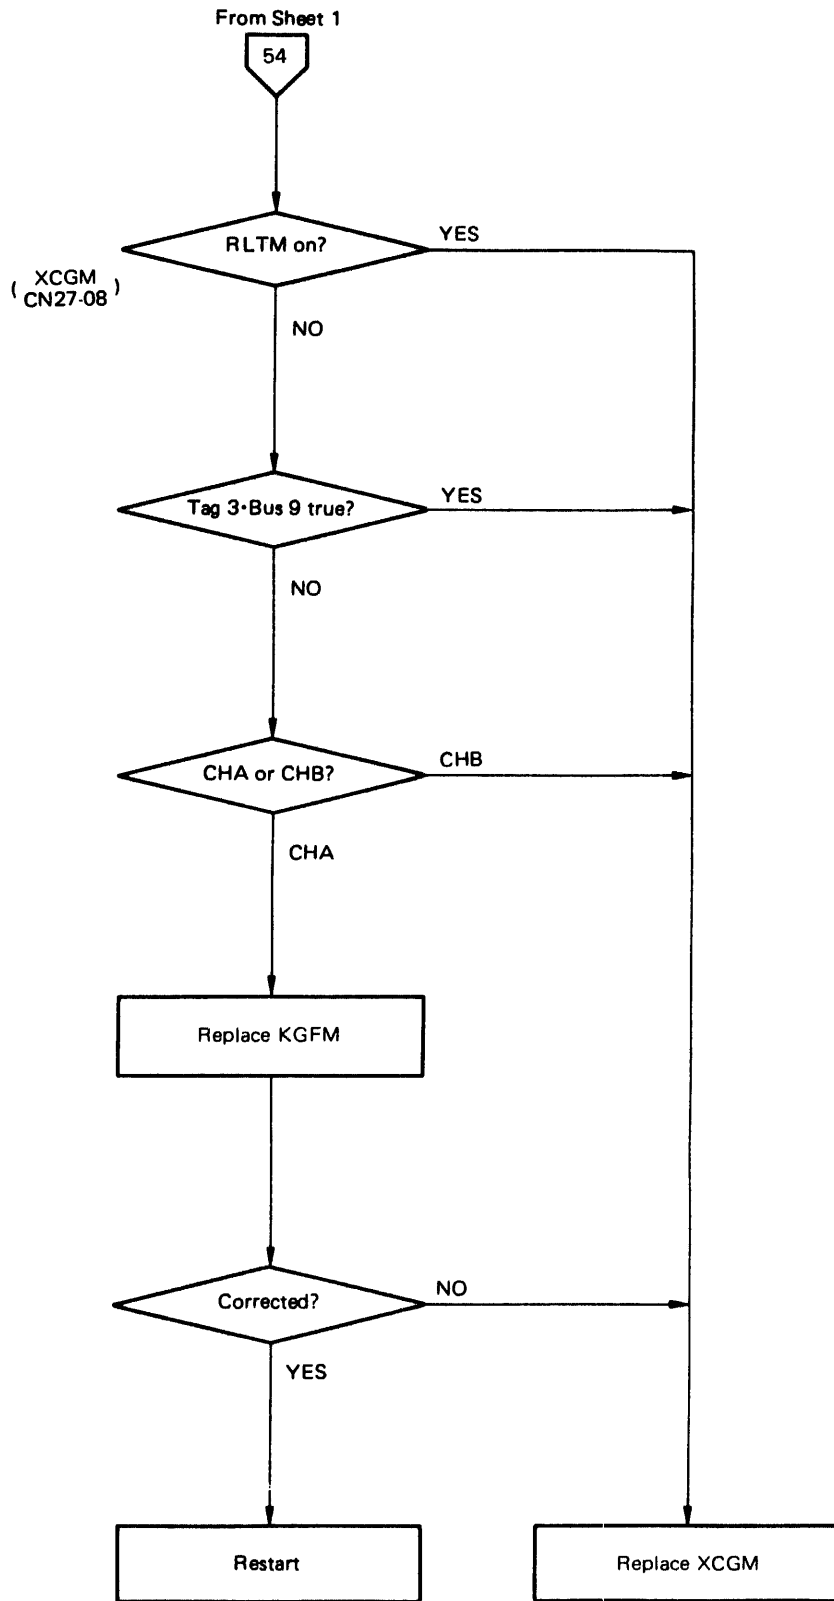 From Sheet 1
54
RLTM on?
YES
( XCGM
CN27-08 )
NO
Tag 3·Bus 9 true?
YES
NO
CHA or CHB?
CHB
CHA
Replace KGFM
Corrected?
NO
YES
Restart
Replace XCGM